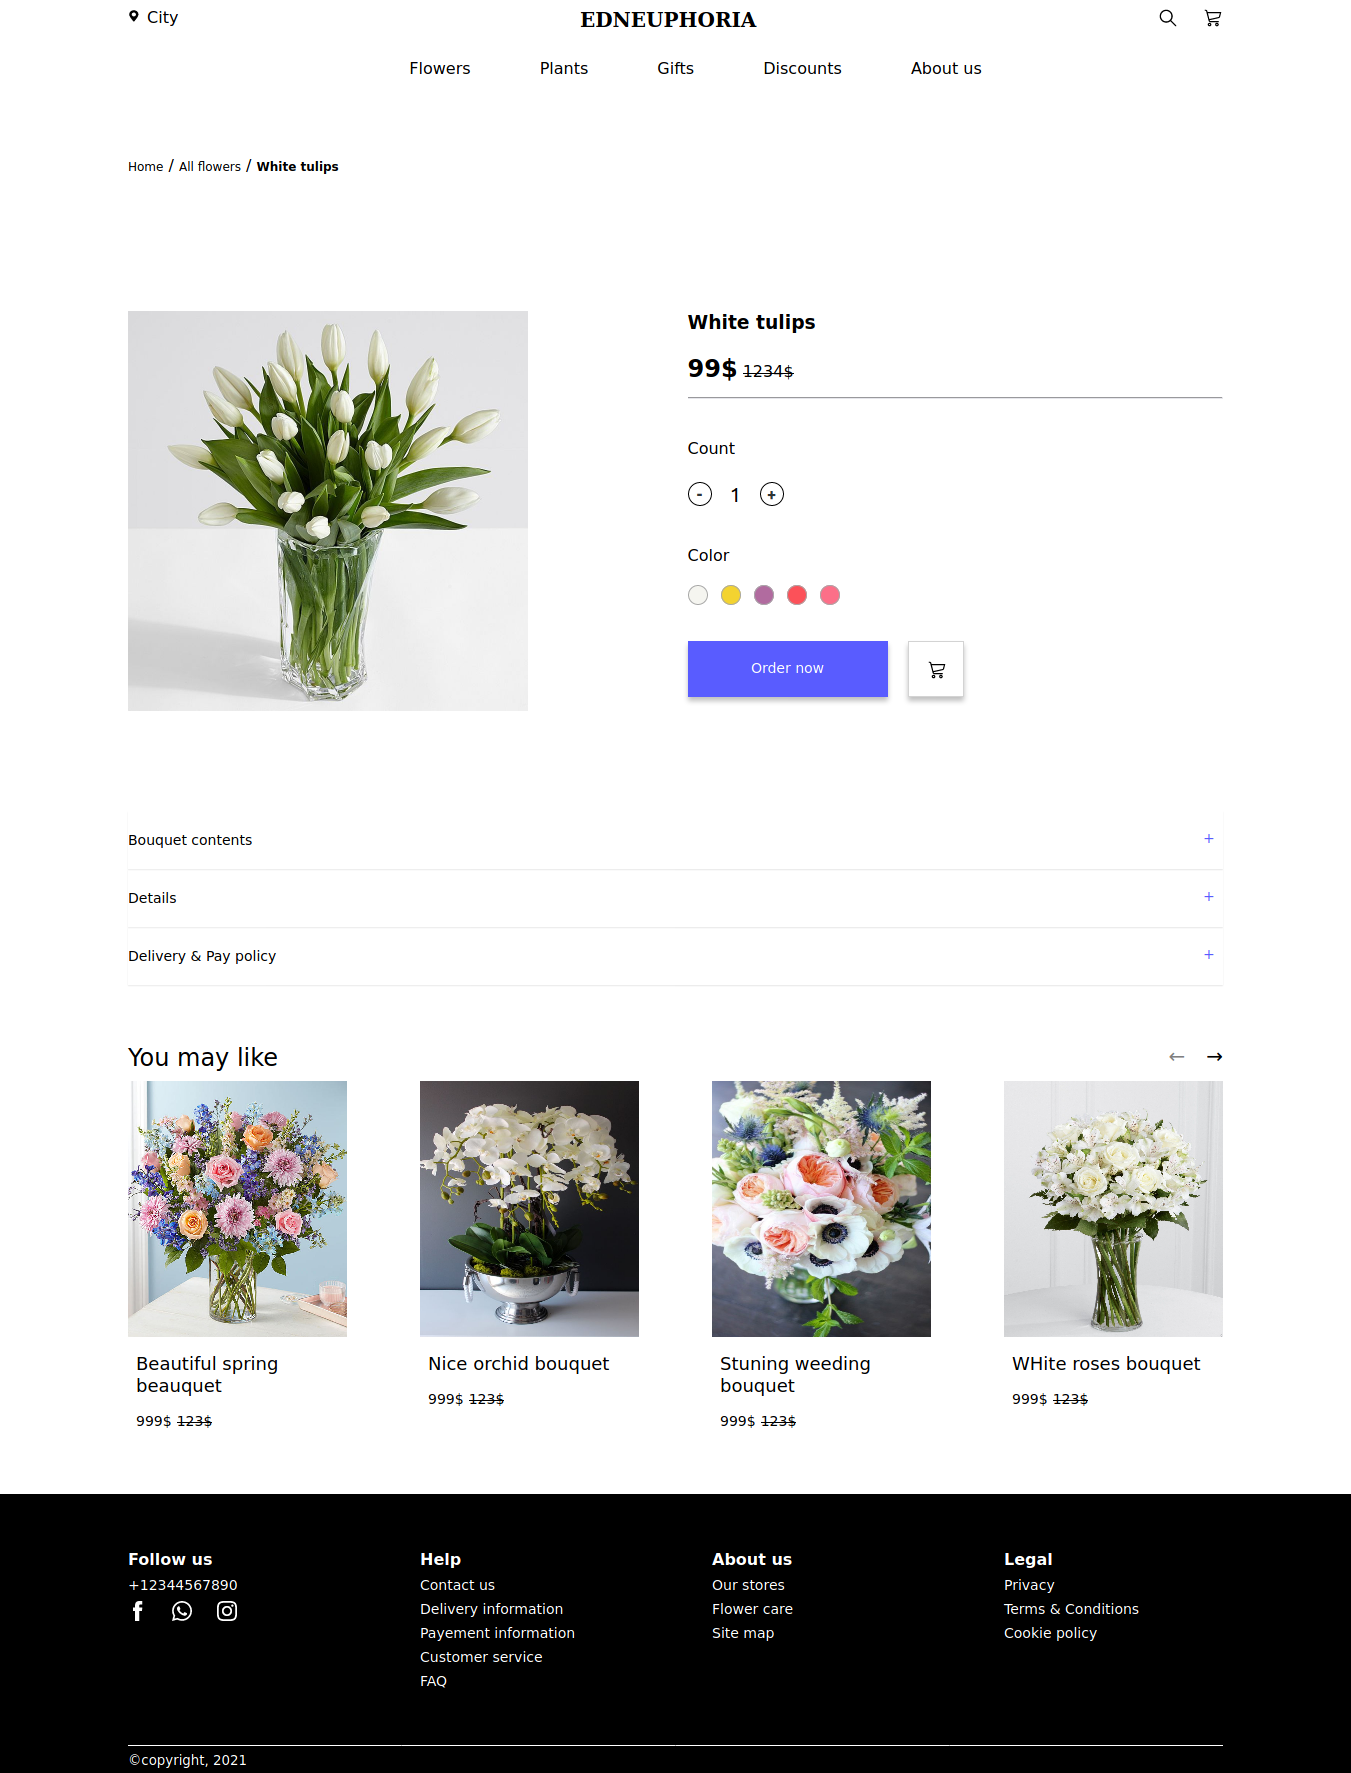 City
EDNEUPHORIA
Flowers Plants Gifts Discounts About us
Home / All flowers / White tulips
White tulips
99$ 1234$
Count
- 1 +
Color
Order now
Bouquet contents +
Details +
Delivery & Pay policy +
You may like ← →
Beautiful spring
beauquet
999$ 123$
Nice orchid bouquet
999$ 123$
Stuning weeding
bouquet
999$ 123$
WHite roses bouquet
999$ 123$
Follow us
+12344567890
Help
Contact us
Delivery information
Payement information
Customer service
FAQ
About us
Our stores
Flower care
Site map
Legal
Privacy
Terms & Conditions
Cookie policy
©copyright, 2021